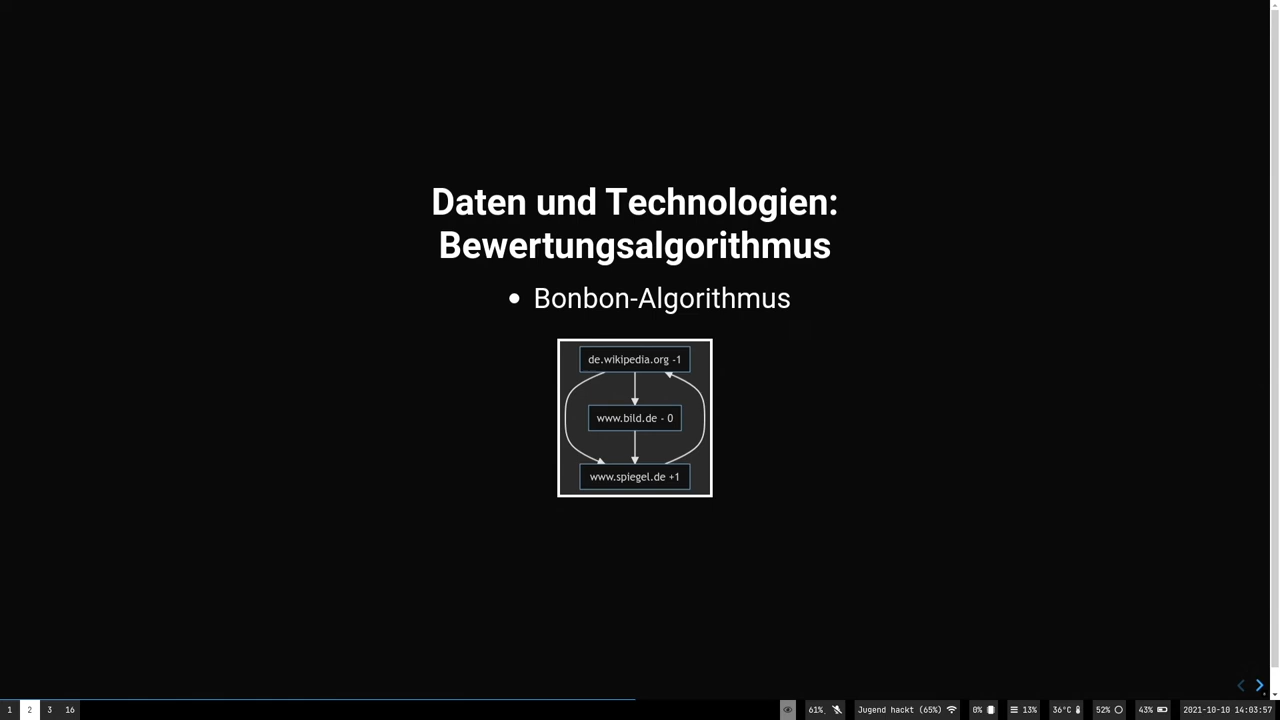 Daten und Technologien:
Bewertungsalgorithmus
Bonbon-Algorithmus
de.wikipedia.org -1
www.bild.de - 0
www.spiegel.de +1
1 2 3 16 61% Jugend hackt (65%) 0% 13% 36°C 52% 43% 2021-10-10 14:03:57